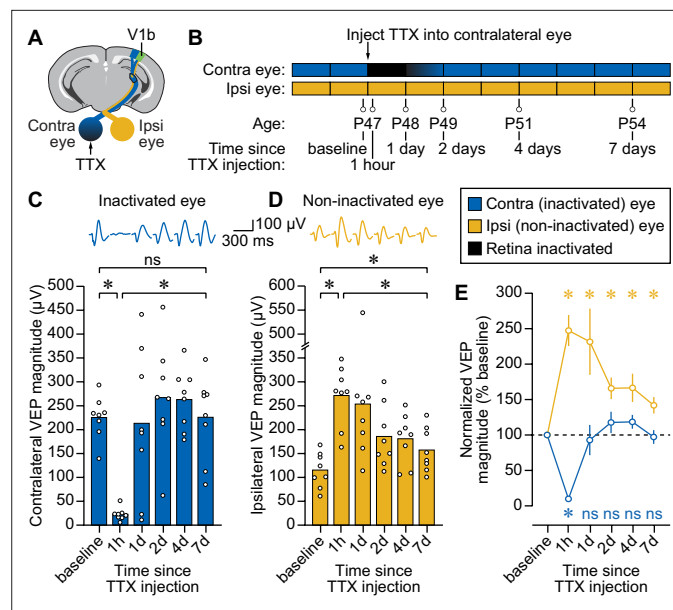 A
V1b
Contra
eye
Ipsi
eye
TTX
B
Inject TTX into contralateral eye
Contra eye:
Ipsi eye:
Age:
P47 P48 P49 P51 P54
Time since
TTX injection:
baseline 1 day 2 days 4 days 7 days
1 hour
C
Inactivated eye
100 µV
300 ms
ns
* *
Contralateral VEP magnitude (µV)
500
450
400
350
300
250
200
150
100
50
0
baseline 1h 1d 2d 4d 7d
Time since
TTX injection
D
Non-inactivated eye
*
* *
Ipsilateral VEP magnitude (µV)
600
500
400
350
300
250
200
150
100
50
0
baseline 1h 1d 2d 4d 7d
Time since
TTX injection
Contra (inactivated) eye
Ipsi (non-inactivated) eye
Retina inactivated
E
* * * * *
Normalized VEP
magnitude (% baseline)
300
250
200
150
100
50
0
* ns ns ns ns
baseline 1h 1d 2d 4d 7d
Time since
TTX injection